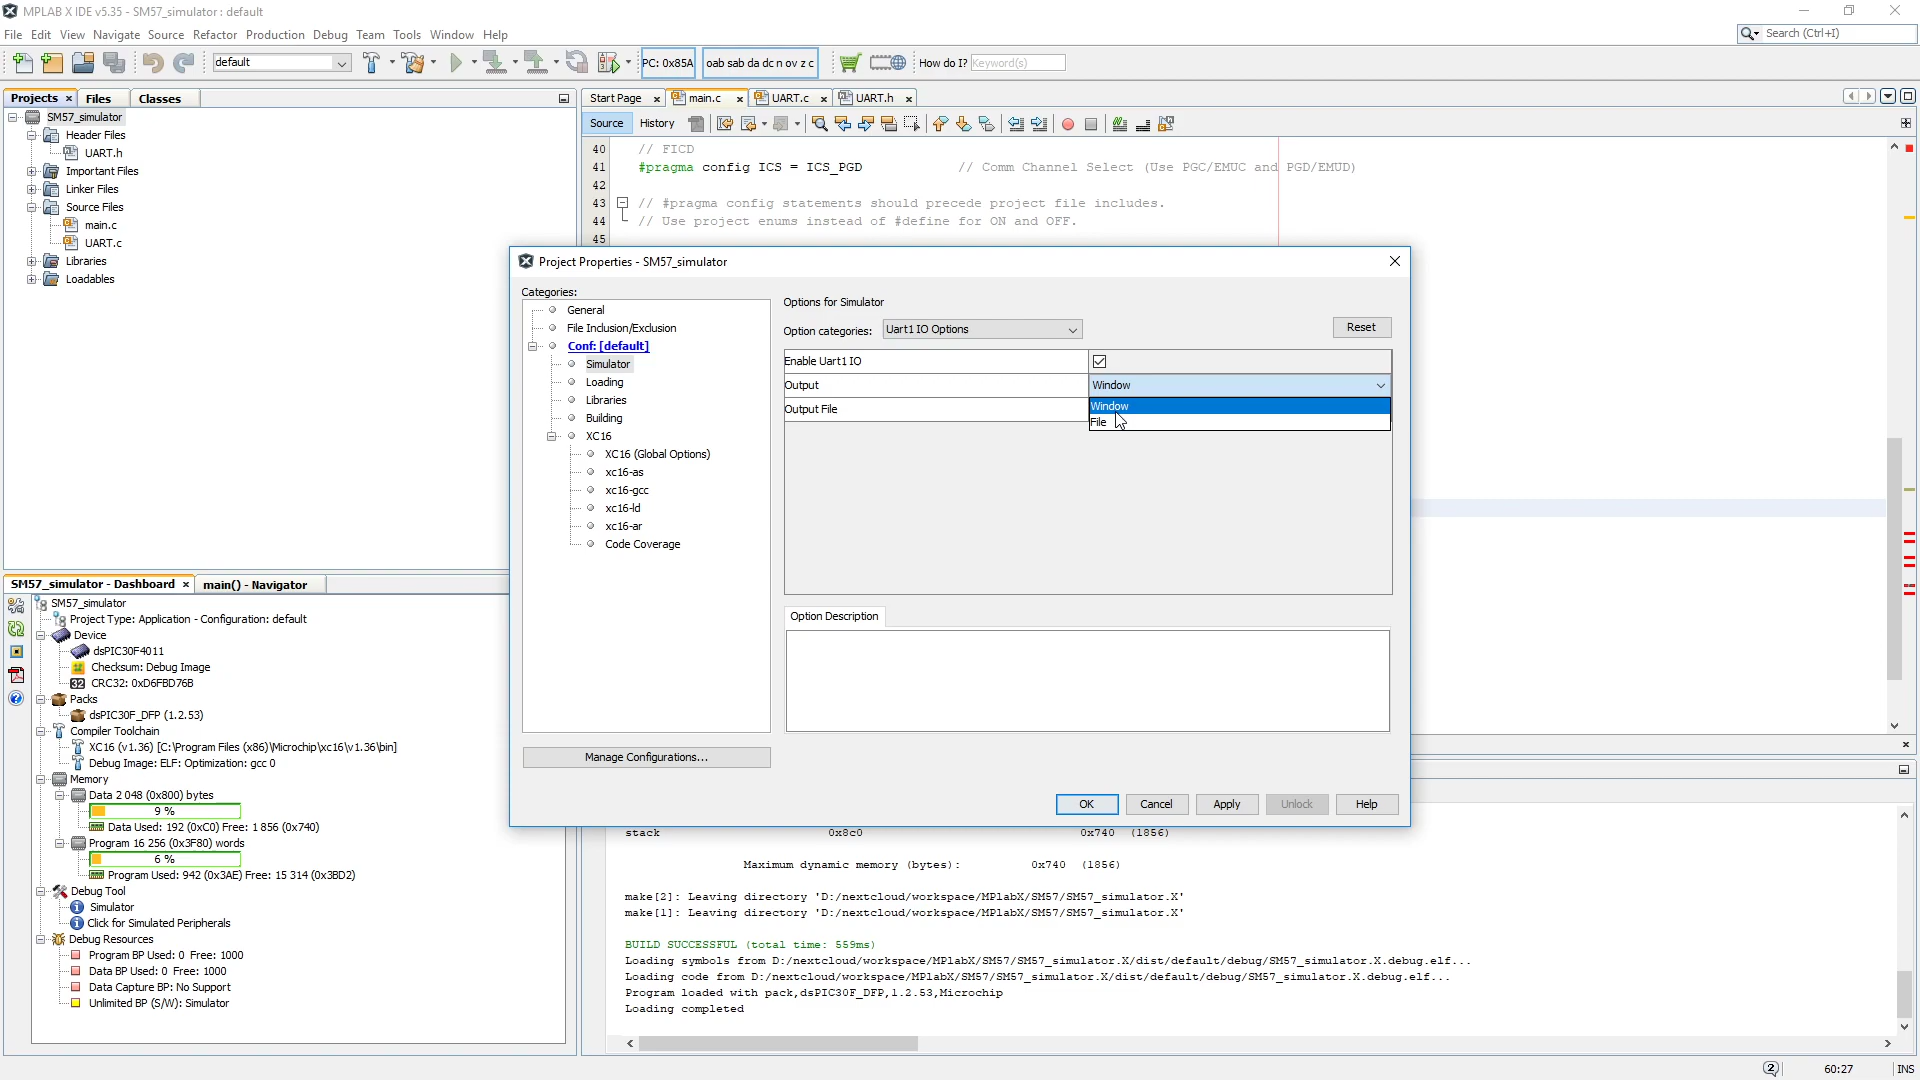 MPLAB X IDE v5.35 - SM57_simulator : default
File Edit View Navigate Source Refactor Production Debug Team Tools Window Help
Search (Ctrl+I)
default
PC: 0x85A
oab sab da dc n ov z c
How do I? Keyword(s)
Projects Files Classes
SM57_simulator
Header Files
UART.h
Important Files
Linker Files
Source Files
main.c
UART.c
Libraries
Loadables
Start Page main.c UART.c UART.h
Source History
40 // FICD
41 #pragma config ICS = ICS_PGD // Comm Channel Select (Use PGC/EMUC and PGD/EMUD)
42
43 // #pragma config statements should precede project file includes.
44 // Use project enums instead of #define for ON and OFF.
45
Project Properties - SM57_simulator
Categories:
General
File Inclusion/Exclusion
Conf: [default]
Simulator
Loading
Libraries
Building
XC16
XC16 (Global Options)
xc16-as
xc16-gcc
xc16-ld
xc16-ar
Code Coverage
Manage Configurations...
Options for Simulator
Option categories: Uart1 IO Options
Reset
Enable Uart1 IO
Output Window
Output File
Window
File
Option Description
OK Cancel Apply Unlock Help
SM57_simulator - Dashboard main() - Navigator
SM57_simulator
Project Type: Application - Configuration: default
Device
dsPIC30F4011
Checksum: Debug Image
32 CRC32: 0xD6FBD76B
Packs
dsPIC30F_DFP (1.2.53)
Compiler Toolchain
XC16 (v1.36) [C:\Program Files (x86)\Microchip\xc16\v1.36\bin]
Debug Image: ELF: Optimization: gcc 0
Memory
Data 2 048 (0x800) bytes
9 %
Data Used: 192 (0xC0) Free: 1 856 (0x740)
Program 16 256 (0x3F80) words
6 %
Program Used: 942 (0x3AE) Free: 15 314 (0x3BD2)
Debug Tool
Simulator
Click for Simulated Peripherals
Debug Resources
Program BP Used: 0 Free: 1000
Data BP Used: 0 Free: 1000
Data Capture BP: No Support
Unlimited BP (S/W): Simulator
stack 0x8c0 0x740 (1856)
Maximum dynamic memory (bytes): 0x740 (1856)
make[2]: Leaving directory 'D:/nextcloud/workspace/MPlabX/SM57/SM57_simulator.X'
make[1]: Leaving directory 'D:/nextcloud/workspace/MPlabX/SM57/SM57_simulator.X'
BUILD SUCCESSFUL (total time: 559ms)
Loading symbols from D:/nextcloud/workspace/MPlabX/SM57/SM57_simulator.X/dist/default/debug/SM57_simulator.X.debug.elf...
Loading code from D:/nextcloud/workspace/MPlabX/SM57/SM57_simulator.X/dist/default/debug/SM57_simulator.X.debug.elf...
Program loaded with pack,dsPIC30F_DFP,1.2.53,Microchip
Loading completed
2 60:27 INS